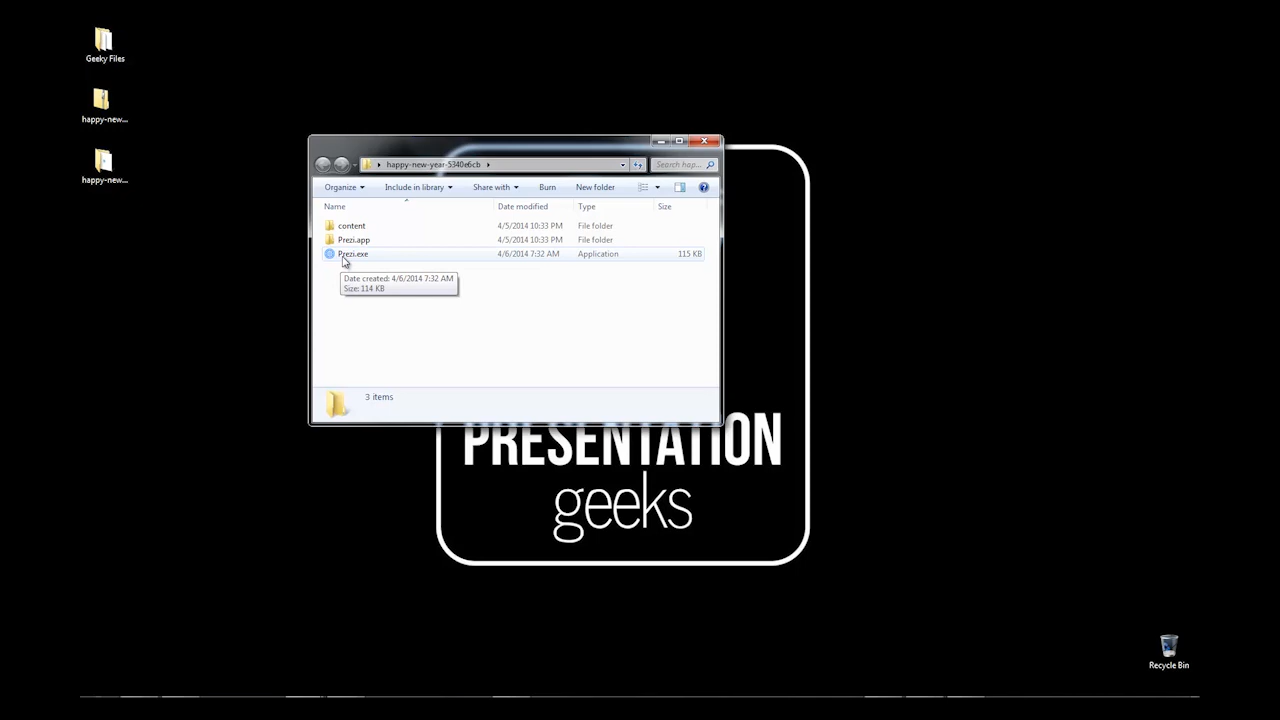 Geeky Files
happy-new...
happy-new...
happy-new-year-5340e6cb
Search hap...
Organize
Include in library
Share with
Burn
New folder
Name
Date modified
Type
Size
content
4/5/2014 10:33 PM
File folder
Prezi.app
4/5/2014 10:33 PM
File folder
Prezi.exe
4/6/2014 7:32 AM
Application
115 KB
Date created: 4/6/2014 7:32 AM
Size: 114 KB
3 items
PRESENTATION
geeks
Recycle Bin